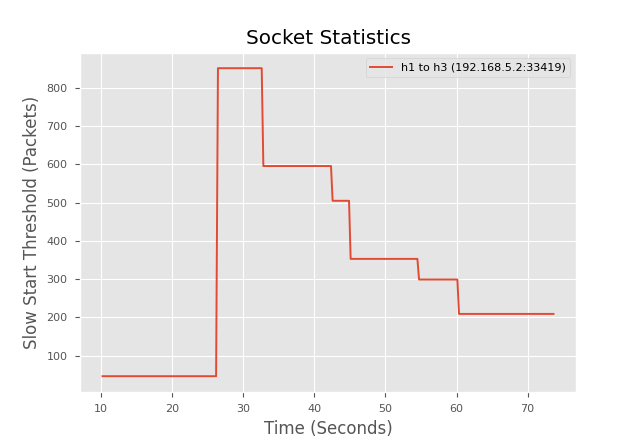 Socket Statistics
h1 to h3 (192.168.5.2:33419)
Slow Start Threshold (Packets)
800
700
600
500
400
300
200
100
10 20 30 40 50 60 70
Time (Seconds)